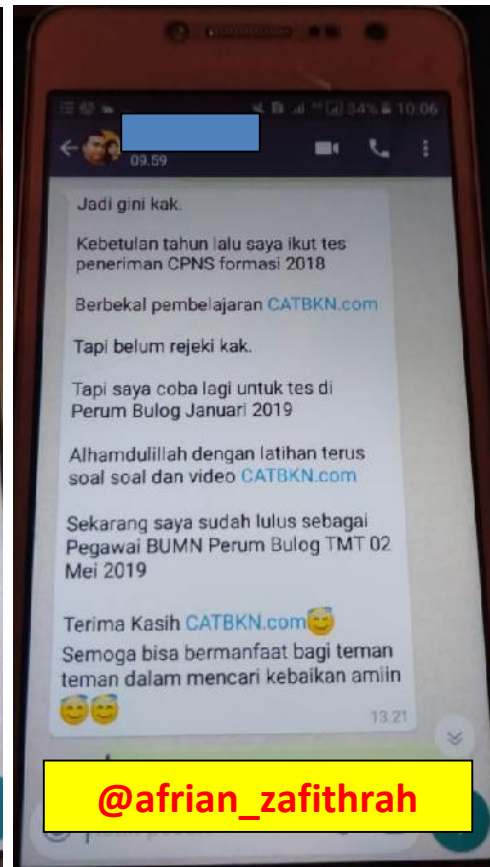 34% 10:06
09.59
Jadi gini kak.
Kebetulan tahun lalu saya ikut tes
peneriman CPNS formasi 2018
Berbekal pembelajaran CATBKN.com
Tapi belum rejeki kak.
Tapi saya coba lagi untuk tes di
Perum Bulog Januari 2019
Alhamdulillah dengan latihan terus
soal soal dan video CATBKN.com
Sekarang saya sudah lulus sebagai
Pegawai BUMN Perum Bulog TMT 02
Mei 2019
Terima Kasih CATBKN.com😇
Semoga bisa bermanfaat bagi teman
teman dalam mencari kebaikan amiin
😇😇
13.21
@afrian_zafithrah